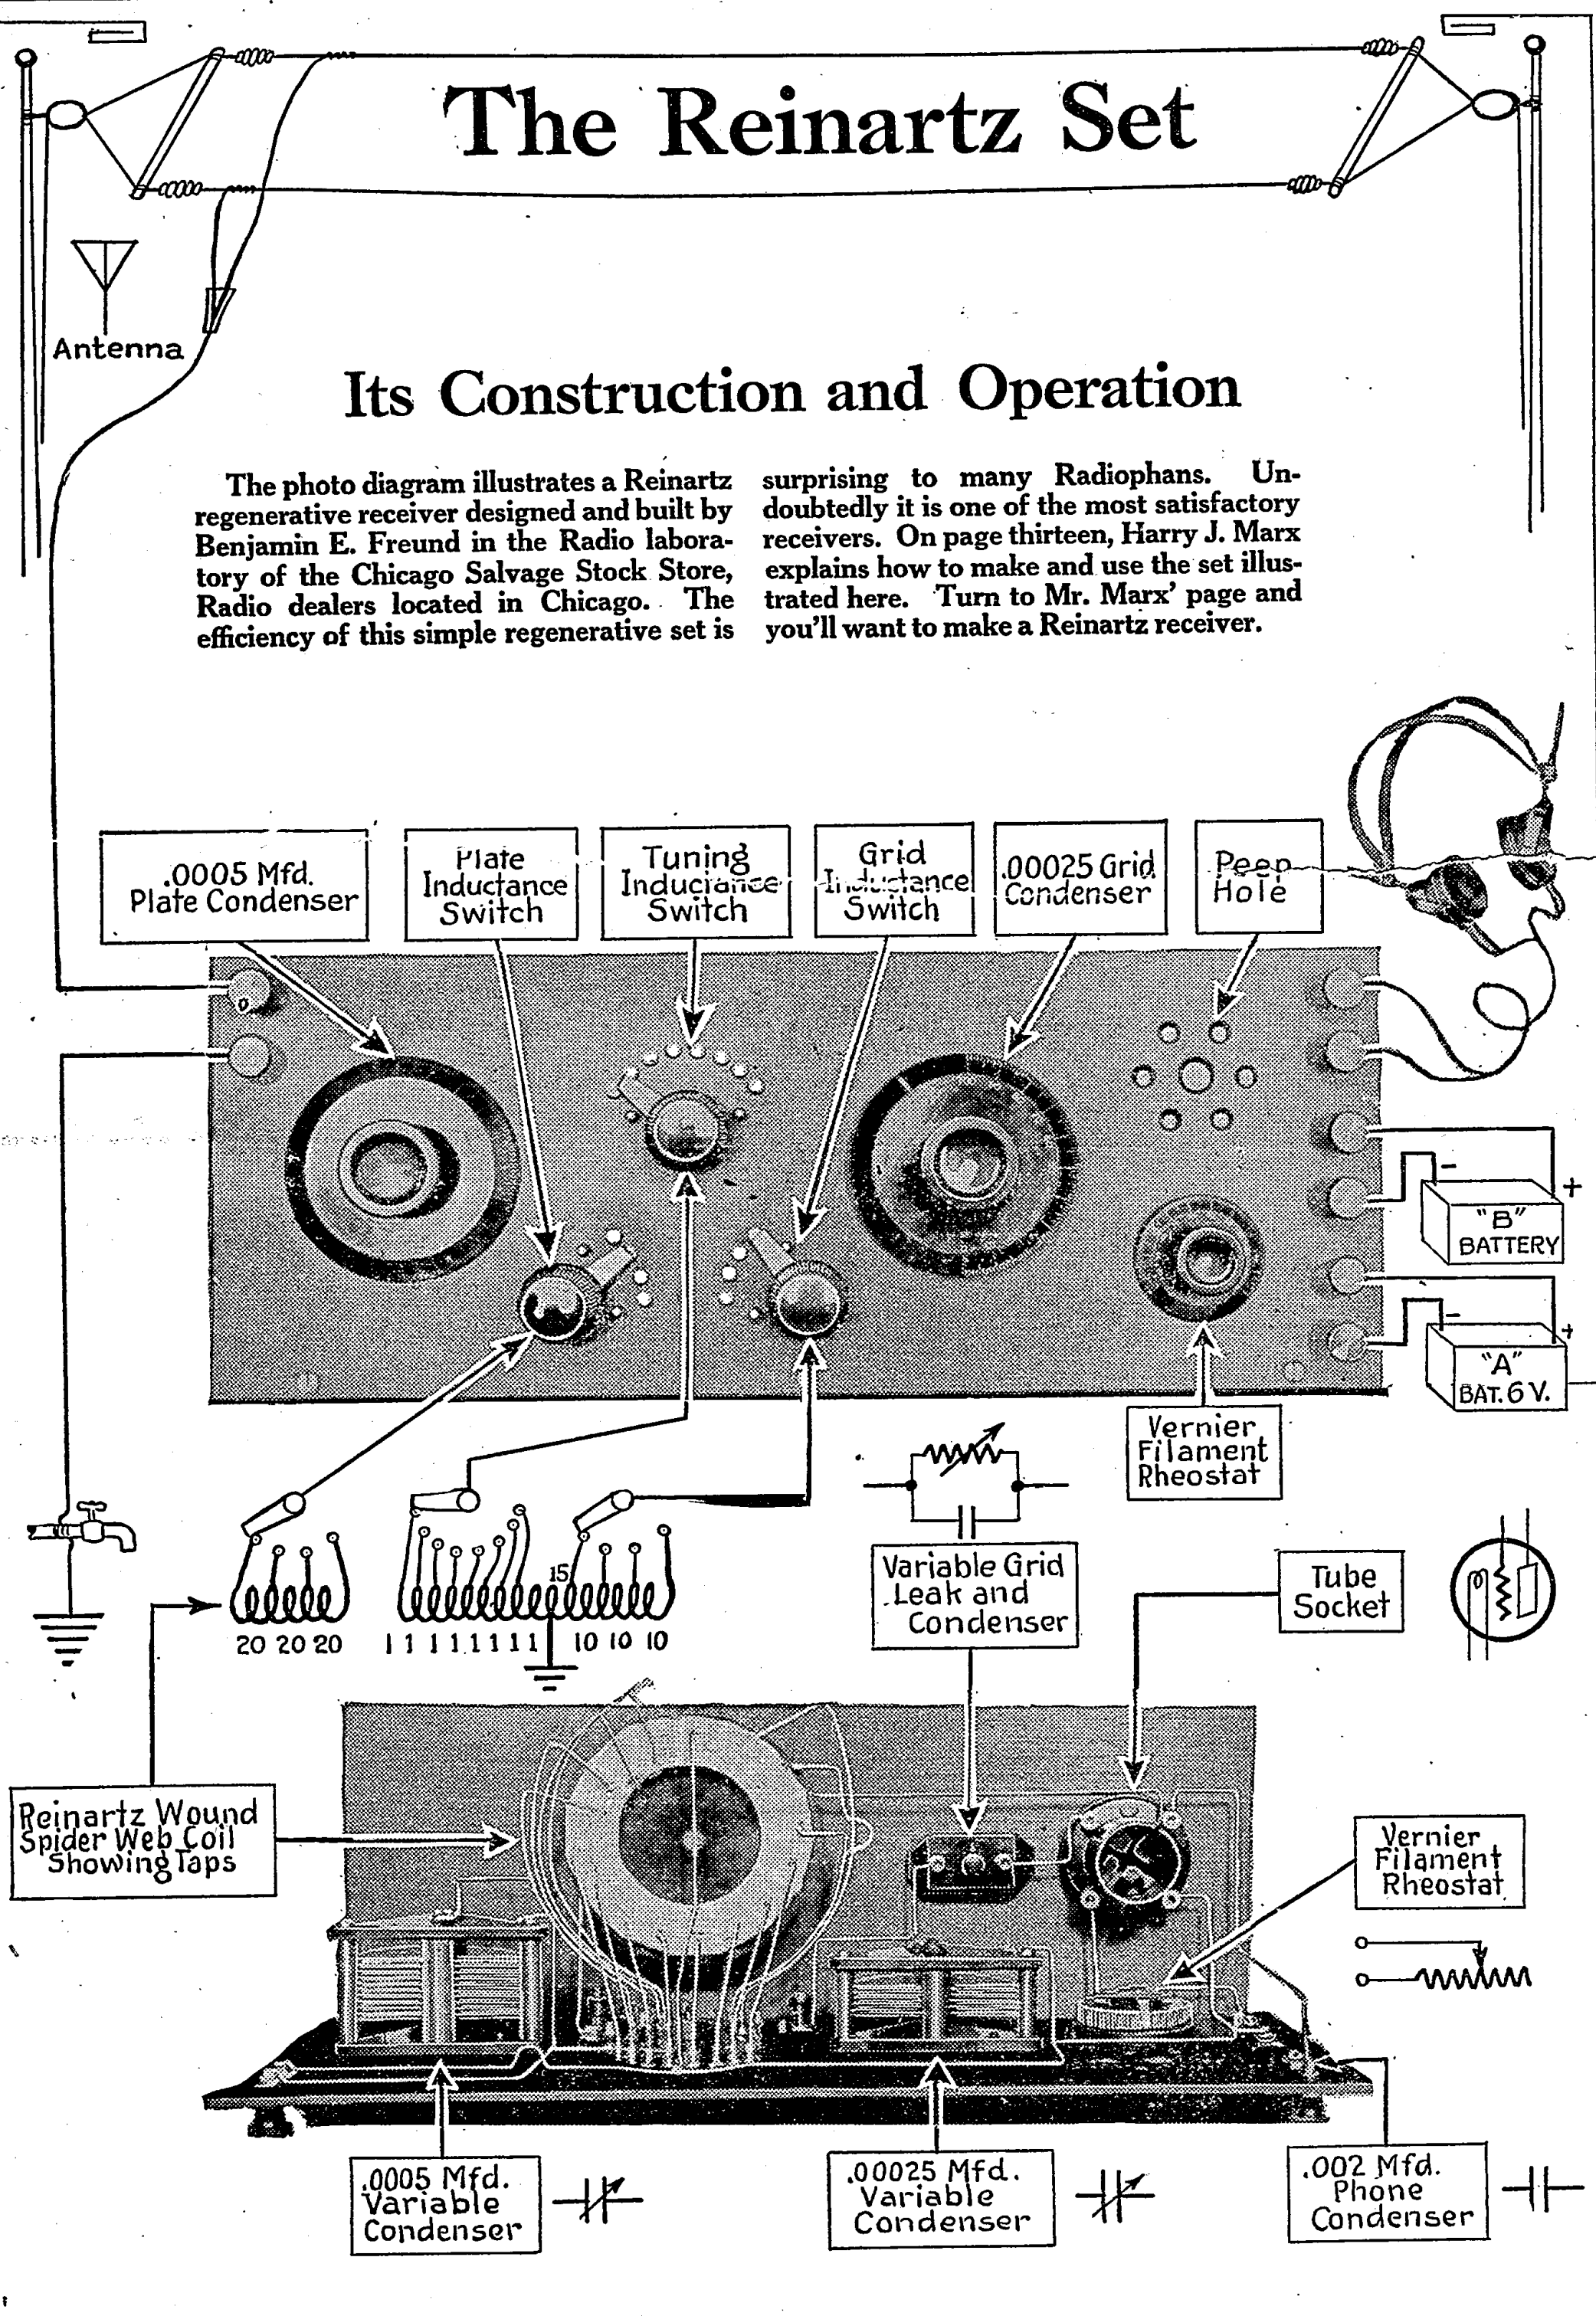 The Reinartz Set
Antenna
Its Construction and Operation
The photo diagram illustrates a Reinartz
regenerative receiver designed and built by
Benjamin E. Freund in the Radio labora-
tory of the Chicago Salvage Stock Store,
Radio dealers located in Chicago. The
efficiency of this simple regenerative set is
surprising to many Radiophans. Un-
doubtedly it is one of the most satisfactory
receivers. On page thirteen, Harry J. Marx
explains how to make and use the set illus-
trated here. Turn to Mr. Marx' page and
you'll want to make a Reinartz receiver.
.0005 Mfd.
Plate Condenser
Plate
Inductance
Switch
Tuning
Inductance
Switch
Grid
Inductance
Switch
.00025 Grid
Condenser
Peep
Hole
- +
"B"
BATTERY
- +
"A"
BAT. 6 V.
Vernier
Filament
Rheostat
15
20 20 20
1 1 1 1 1 1 1 1 1
10 10 10
Variable Grid
Leak and
Condenser
Tube
Socket
Reinartz Wound
Spider Web Coil
Showing Taps
Vernier
Filament
Rheostat
.0005 Mfd.
Variable
Condenser
.00025 Mfd.
Variable
Condenser
.002 Mfd.
Phone
Condenser